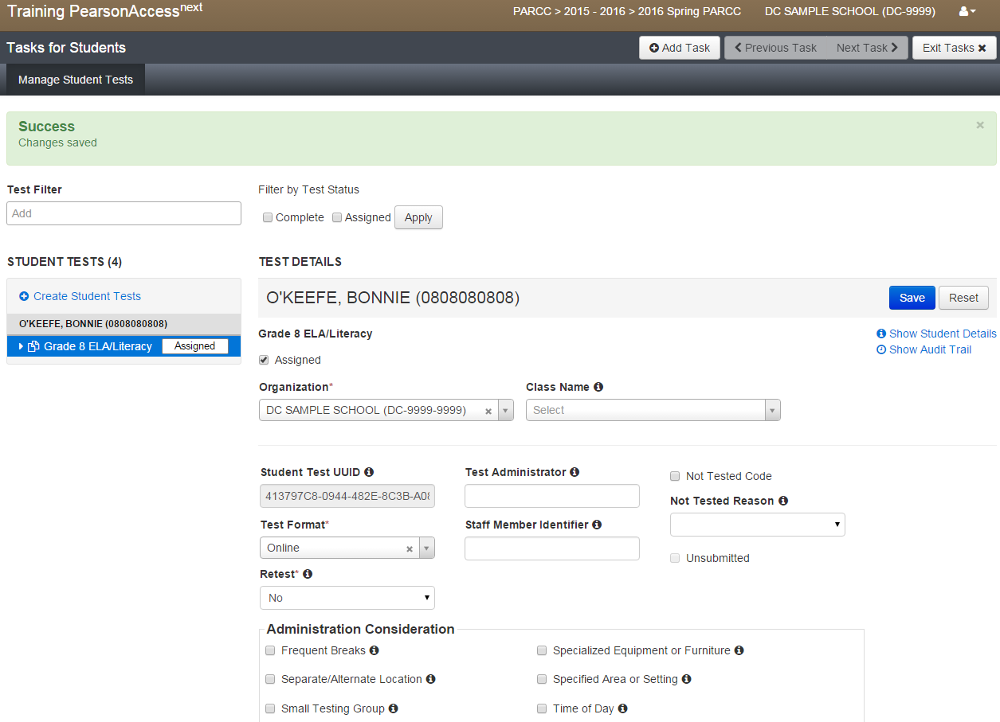 Training PearsonAccessnext
PARCC > 2015 - 2016 > 2016 Spring PARCC
DC SAMPLE SCHOOL (DC-9999)
Tasks for Students
Add Task
Previous Task
Next Task
Exit Tasks
Manage Student Tests
Success
Changes saved
Test Filter
Add
Filter by Test Status
Complete
Assigned
Apply
STUDENT TESTS (4)
Create Student Tests
O'KEEFE, BONNIE (0808080808)
Grade 8 ELA/Literacy
Assigned
TEST DETAILS
O'KEEFE, BONNIE (0808080808)
Save
Reset
Grade 8 ELA/Literacy
Show Student Details
Show Audit Trail
Assigned
Organization*
DC SAMPLE SCHOOL (DC-9999-9999)
Class Name
Select
Student Test UUID
413797C8-0944-482E-8C3B-A08
Test Format*
Online
Retest*
No
Test Administrator
Staff Member Identifier
Not Tested Code
Not Tested Reason
Unsubmitted
Administration Consideration
Frequent Breaks
Specialized Equipment or Furniture
Separate/Alternate Location
Specified Area or Setting
Small Testing Group
Time of Day